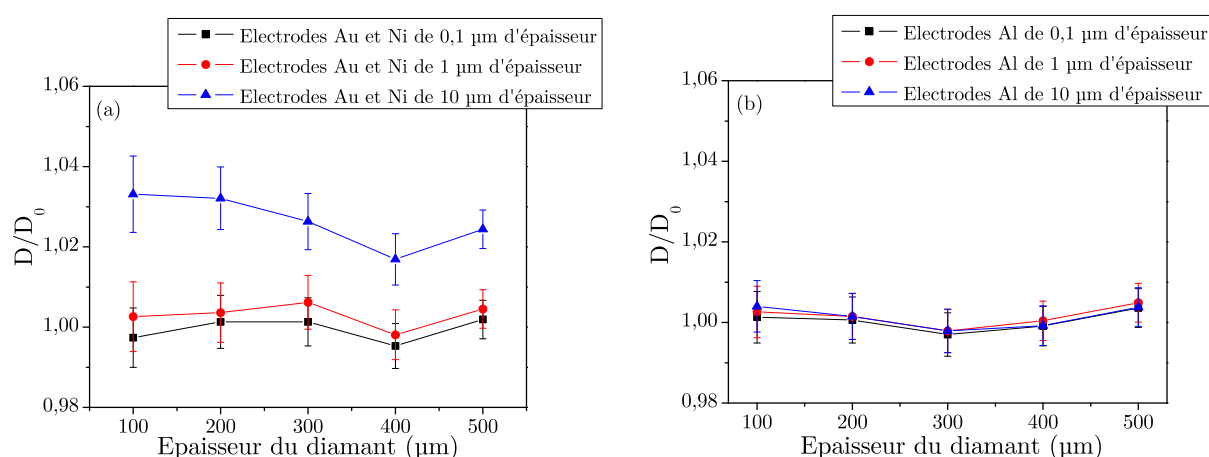 Electrodes Au et Ni de 0,1 µm d'épaisseur
Electrodes Au et Ni de 1 µm d'épaisseur
Electrodes Au et Ni de 10 µm d'épaisseur
(a)
1,06
1,04
1,02
1,00
0,98
D/D₀
100 200 300 400 500
Epaisseur du diamant (µm)
Electrodes Al de 0,1 µm d'épaisseur
Electrodes Al de 1 µm d'épaisseur
Electrodes Al de 10 µm d'épaisseur
(b)
1,06
1,04
1,02
1,00
0,98
D/D₀
100 200 300 400 500
Epaisseur du diamant (µm)